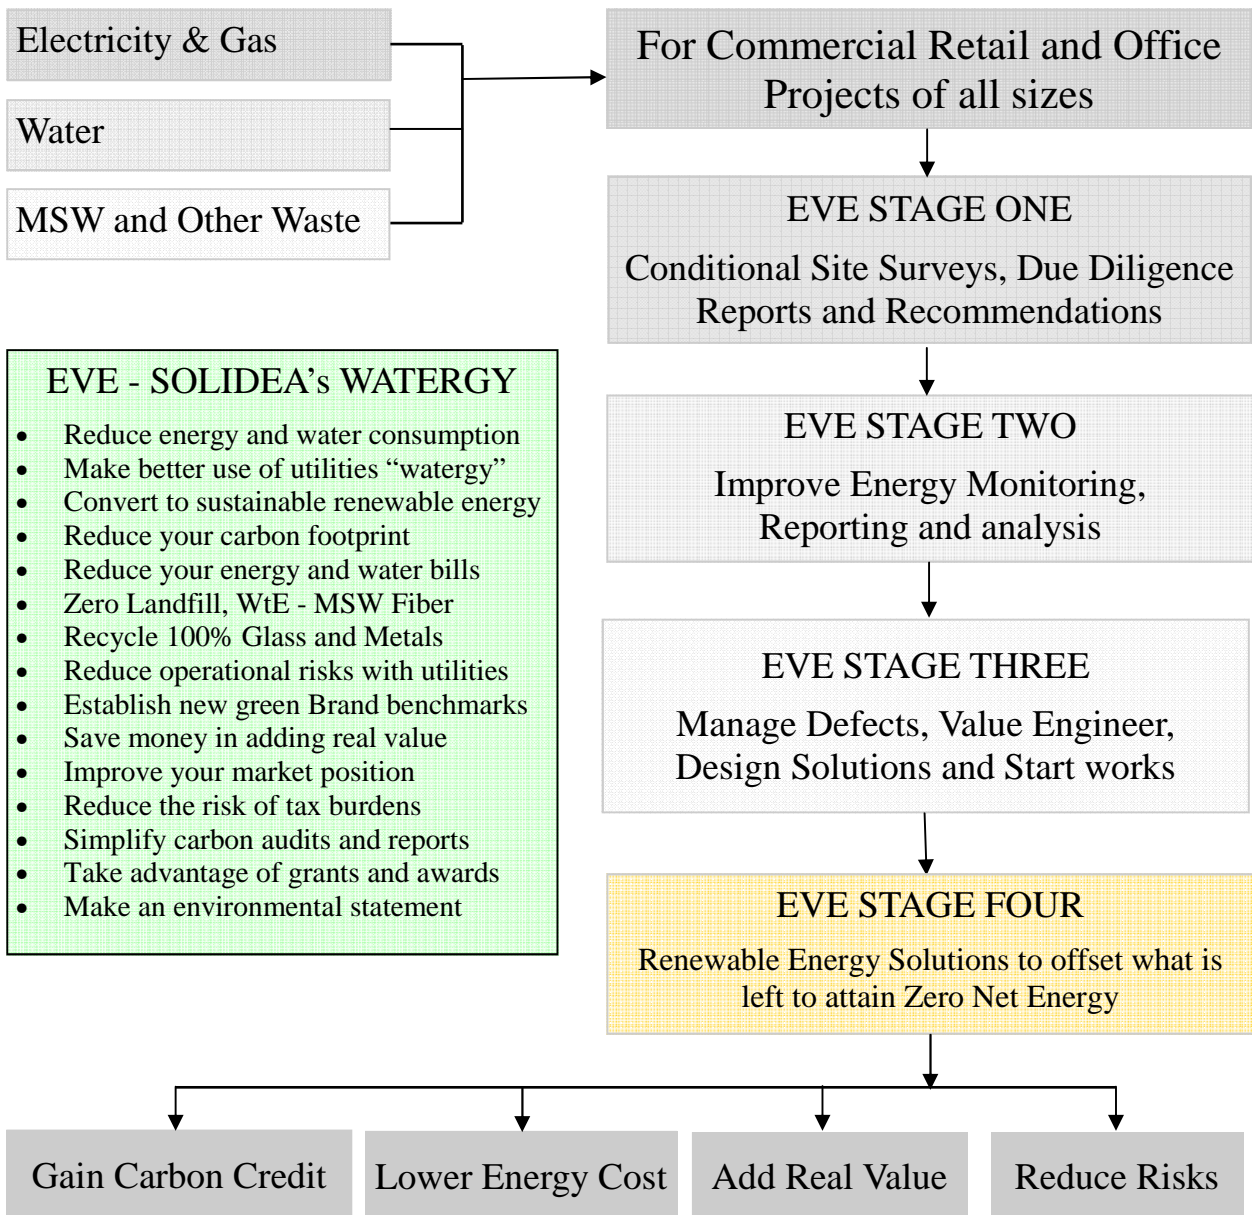 Electricity & Gas
Water
MSW and Other Waste
For Commercial Retail and Office
Projects of all sizes
EVE STAGE ONE
Conditional Site Surveys, Due Diligence
Reports and Recommendations
EVE STAGE TWO
Improve Energy Monitoring,
Reporting and analysis
EVE STAGE THREE
Manage Defects, Value Engineer,
Design Solutions and Start works
EVE STAGE FOUR
Renewable Energy Solutions to offset what is
left to attain Zero Net Energy
EVE - SOLIDEA's WATERGY
• Reduce energy and water consumption
• Make better use of utilities “watergy”
• Convert to sustainable renewable energy
• Reduce your carbon footprint
• Reduce your energy and water bills
• Zero Landfill, WtE - MSW Fiber
• Recycle 100% Glass and Metals
• Reduce operational risks with utilities
• Establish new green Brand benchmarks
• Save money in adding real value
• Improve your market position
• Reduce the risk of tax burdens
• Simplify carbon audits and reports
• Take advantage of grants and awards
• Make an environmental statement
Gain Carbon Credit
Lower Energy Cost
Add Real Value
Reduce Risks